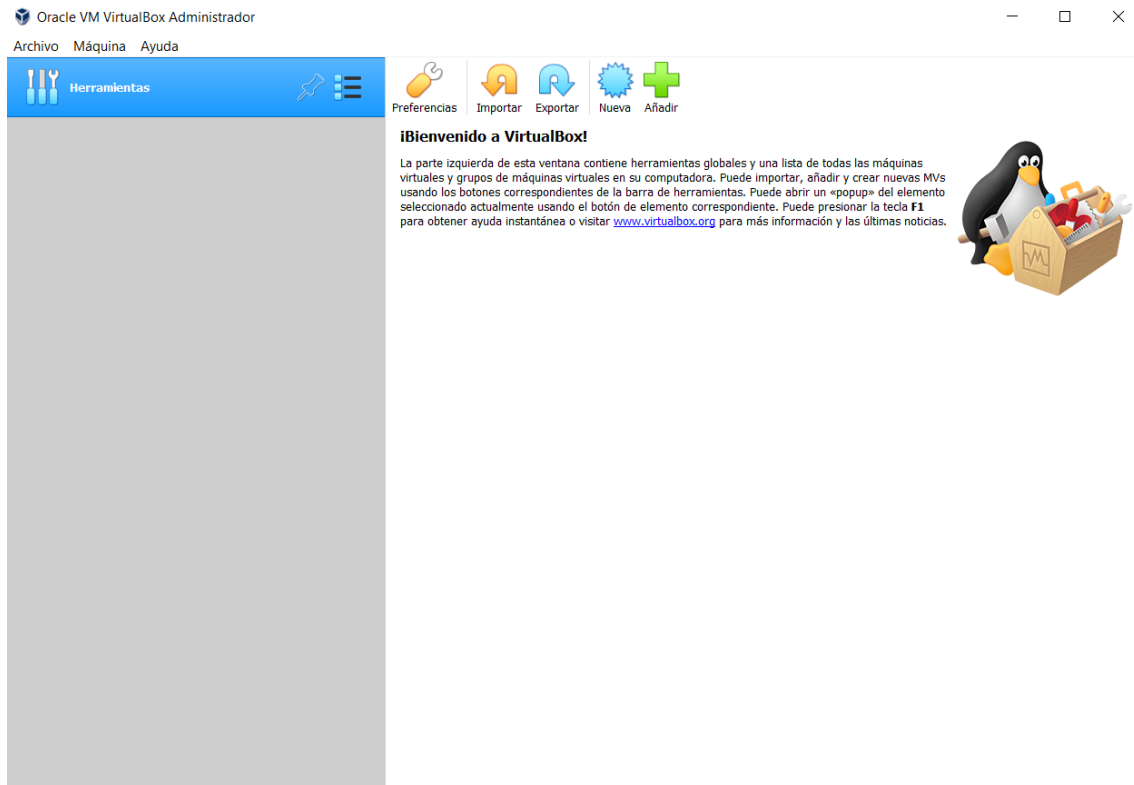 Oracle VM VirtualBox Administrador
Archivo Máquina Ayuda
Herramientas
Preferencias Importar Exportar Nueva Añadir
¡Bienvenido a VirtualBox!
La parte izquierda de esta ventana contiene herramientas globales y una lista de todas las máquinas
virtuales y grupos de máquinas virtuales en su computadora. Puede importar, añadir y crear nuevas MVs
usando los botones correspondientes de la barra de herramientas. Puede abrir un «popup» del elemento
seleccionado actualmente usando el botón de elemento correspondiente. Puede presionar la tecla F1
para obtener ayuda instantánea o visitar www.virtualbox.org para más información y las últimas noticias.